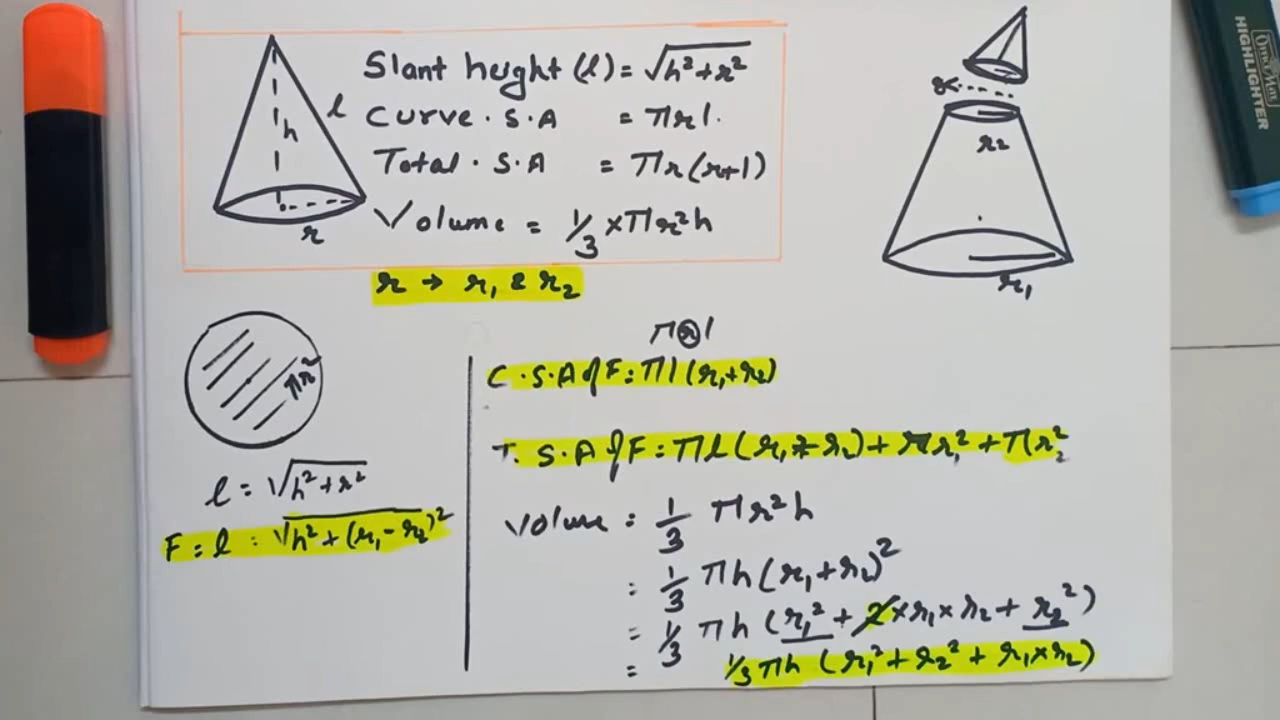 Slant height (l) = √h²+r²
Curve . S.A = πrl.
Total . S.A = πr(r+l)
Volume = 1/3 × πr²h
h
l
r
r → r₁ & r₂
r₂
r₁
HIGHLIGHTER
πr²
l = √h²+r²
F : l : √h² + (r₁ - r₂)²
πrl
C.S.A of F : πl (r₁+r₂)
T. S.A of F : πl (r₁+r₂) + πr₁² + πr₂²
Volume : 1/3 πr²h
: 1/3 πh (r₁+r₂)²
= 1/3 πh (r₁² + 2×r₁×r₂ + r₂²)
= 1/3 πh (r₁² + r₂² + r₁×r₂)